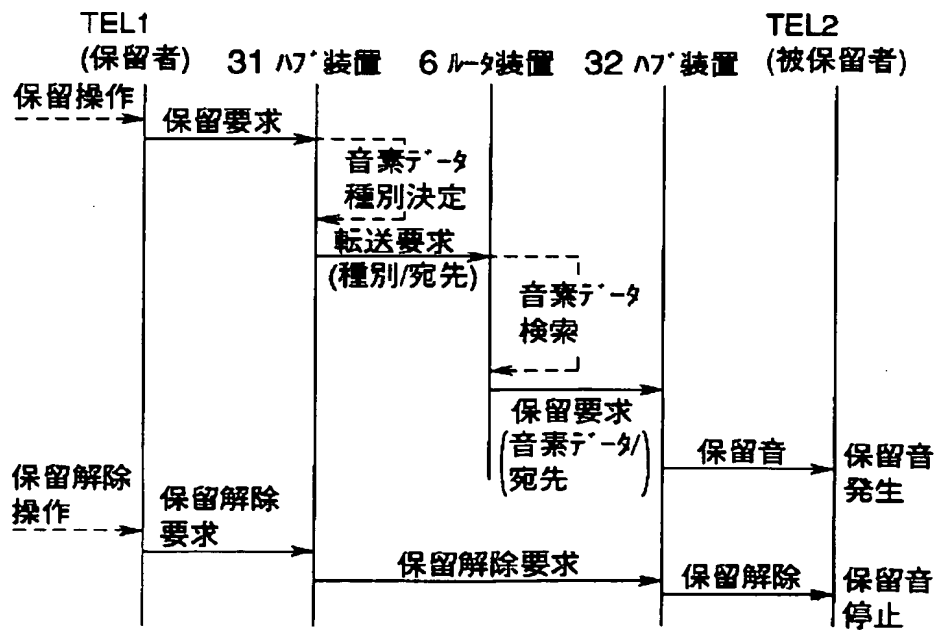 TEL1
(保留者)
31 ﾊﾌﾞ装置
6 ﾙｰﾀ装置
32 ﾊﾌﾞ装置
TEL2
(被保留者)
保留操作
保留要求
音素ﾃﾞｰﾀ
種別決定
転送要求
(種別/宛先)
音素ﾃﾞｰﾀ
検索
保留要求
(音素ﾃﾞｰﾀ/
宛先)
保留音
保留音
発生
保留解除
操作
保留解除
要求
保留解除要求
保留解除
保留音
停止